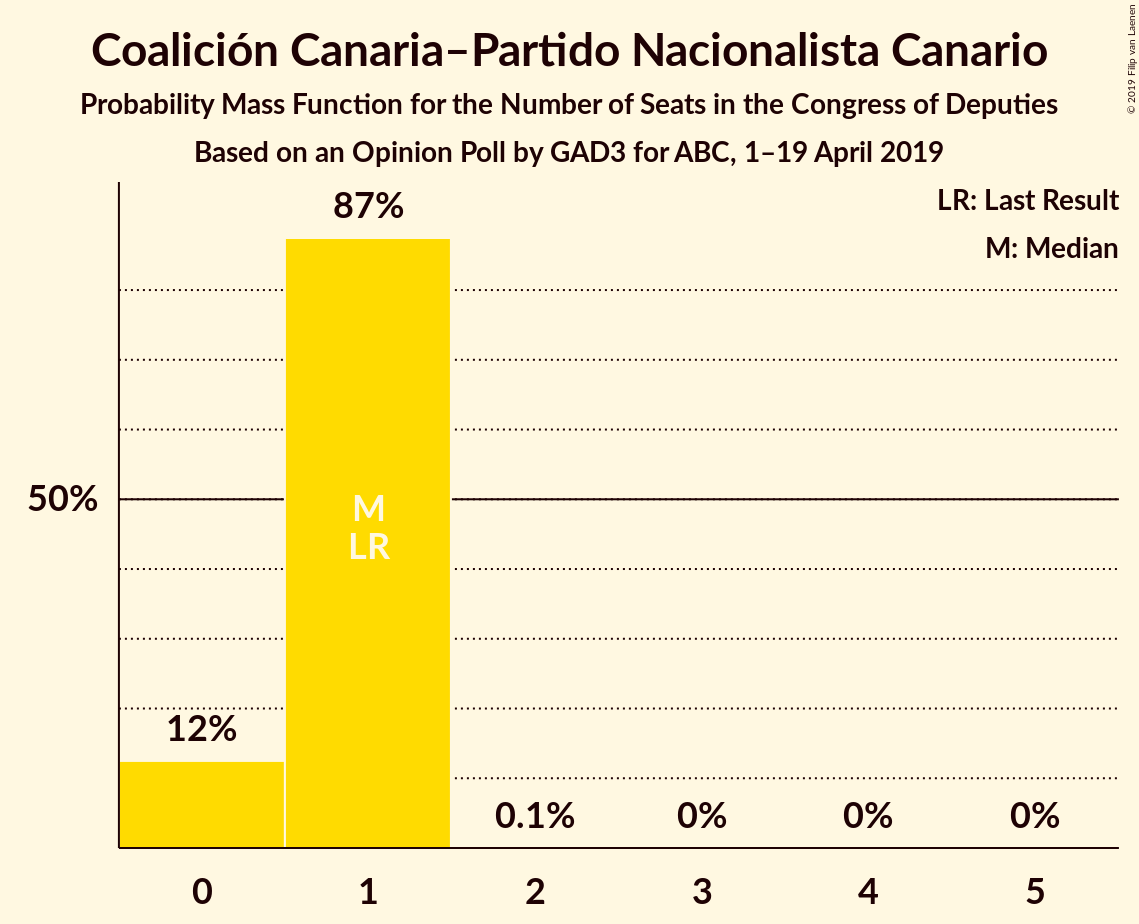 Coalición Canaria–Partido Nacionalista Canario
Probability Mass Function for the Number of Seats in the Congress of Deputies
Based on an Opinion Poll by GAD3 for ABC, 1–19 April 2019
© 2019 Filip van Laenen
LR: Last Result
M: Median
87%
50%
M
LR
12%
0.1%
0%
0%
0%
0
1
2
3
4
5